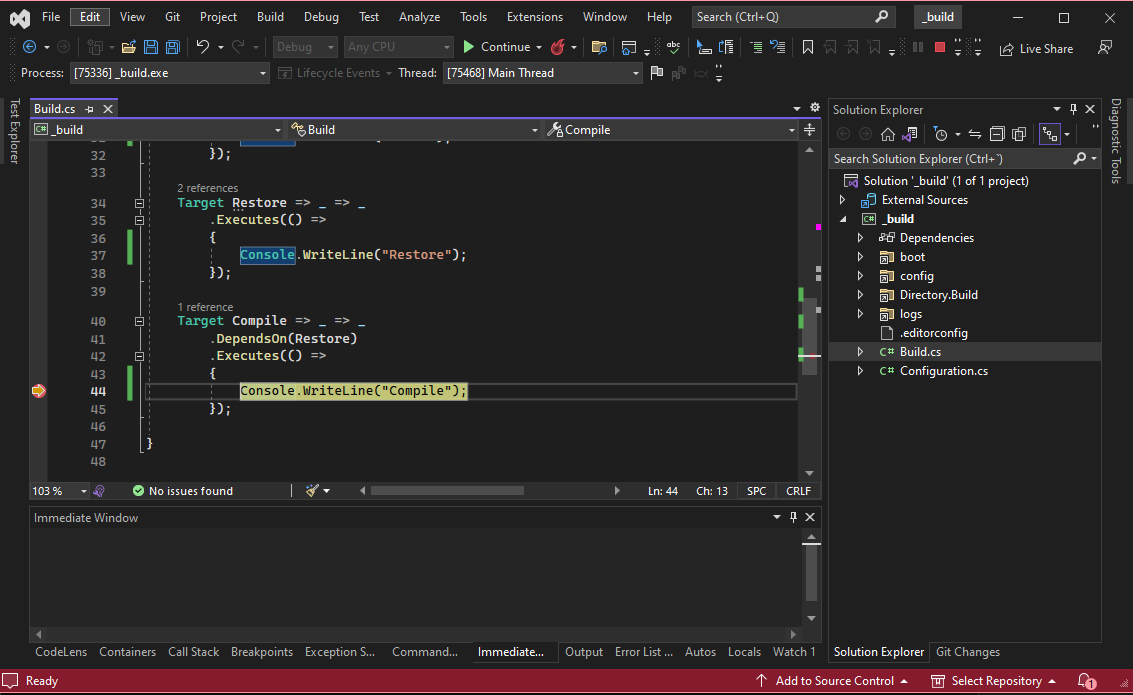 File Edit View Git Project Build Debug Test Analyze Tools Extensions Window Help Search (Ctrl+Q) _build
Debug Any CPU Continue abc Live Share
Process: [75336] _build.exe Lifecycle Events Thread: [75468] Main Thread
Test Explorer
Build.cs
C# _build Build Compile
32 });
33
2 references
34 Target Restore => _ => _
35 .Executes(() =>
36 {
37 Console.WriteLine("Restore");
38 });
39
1 reference
40 Target Compile => _ => _
41 .DependsOn(Restore)
42 .Executes(() =>
43 {
44 Console.WriteLine("Compile");
45 });
46
47 }
48
103 % No issues found Ln: 44 Ch: 13 SPC CRLF
Immediate Window
CodeLens Containers Call Stack Breakpoints Exception S... Command... Immediate... Output Error List ... Autos Locals Watch 1
Solution Explorer
Search Solution Explorer (Ctrl+`)
Solution '_build' (1 of 1 project)
External Sources
C# _build
Dependencies
boot
config
Directory.Build
logs
.editorconfig
C# Build.cs
C# Configuration.cs
Solution Explorer Git Changes
Diagnostic Tools
Ready Add to Source Control Select Repository 1